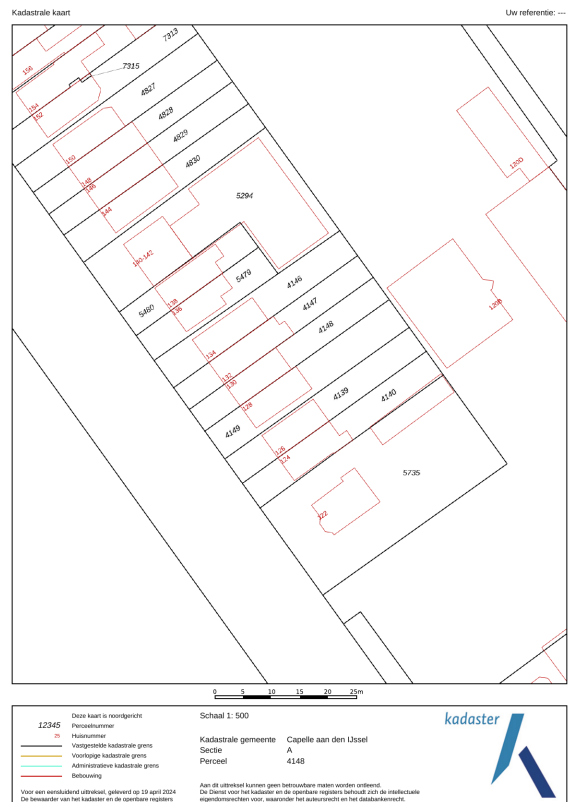 Kadastrale kaart
Uw referentie: ---
7313
156
7315
4827
154
152
4828
4829
150
4830
120D
148
146
5294
144
140-142
5479
4146
138
136
5480
4147
120B
4148
134
132
130
4139
4140
128
4149
126
124
5735
122
0 5 10 15 20 25m
Deze kaart is noordgericht
12345 Perceelnummer
25 Huisnummer
Vastgestelde kadastrale grens
Voorlopige kadastrale grens
Administratieve kadastrale grens
Bebouwing
Voor een eensluidend uittreksel, geleverd op 19 april 2024
De bewaarder van het kadaster en de openbare registers
Schaal 1: 500
Kadastrale gemeente Capelle aan den IJssel
Sectie A
Perceel 4148
Aan dit uittreksel kunnen geen betrouwbare maten worden ontleend.
De Dienst voor het kadaster en de openbare registers behoudt zich de intellectuele
eigendomsrechten voor, waaronder het auteursrecht en het databankenrecht.
kadaster